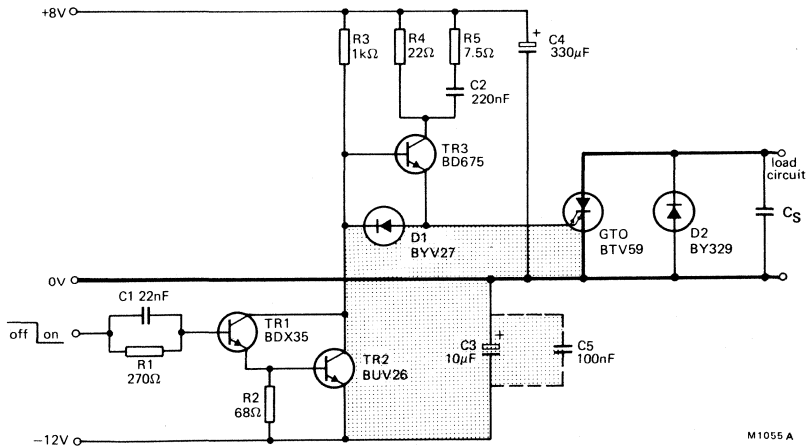 +8V
R3
1kΩ
R4
22Ω
R5
7.5Ω
C4
330μF
+
C2
220nF
TR3
BD675
load
circuit
D1
BYV27
GTO
BTV59
D2
BY329
CS
0V
C1 22nF
off on
R1
270Ω
TR1
BDX35
TR2
BUV26
R2
68Ω
+
C3
10μF
C5
100nF
−12V
M1055 A